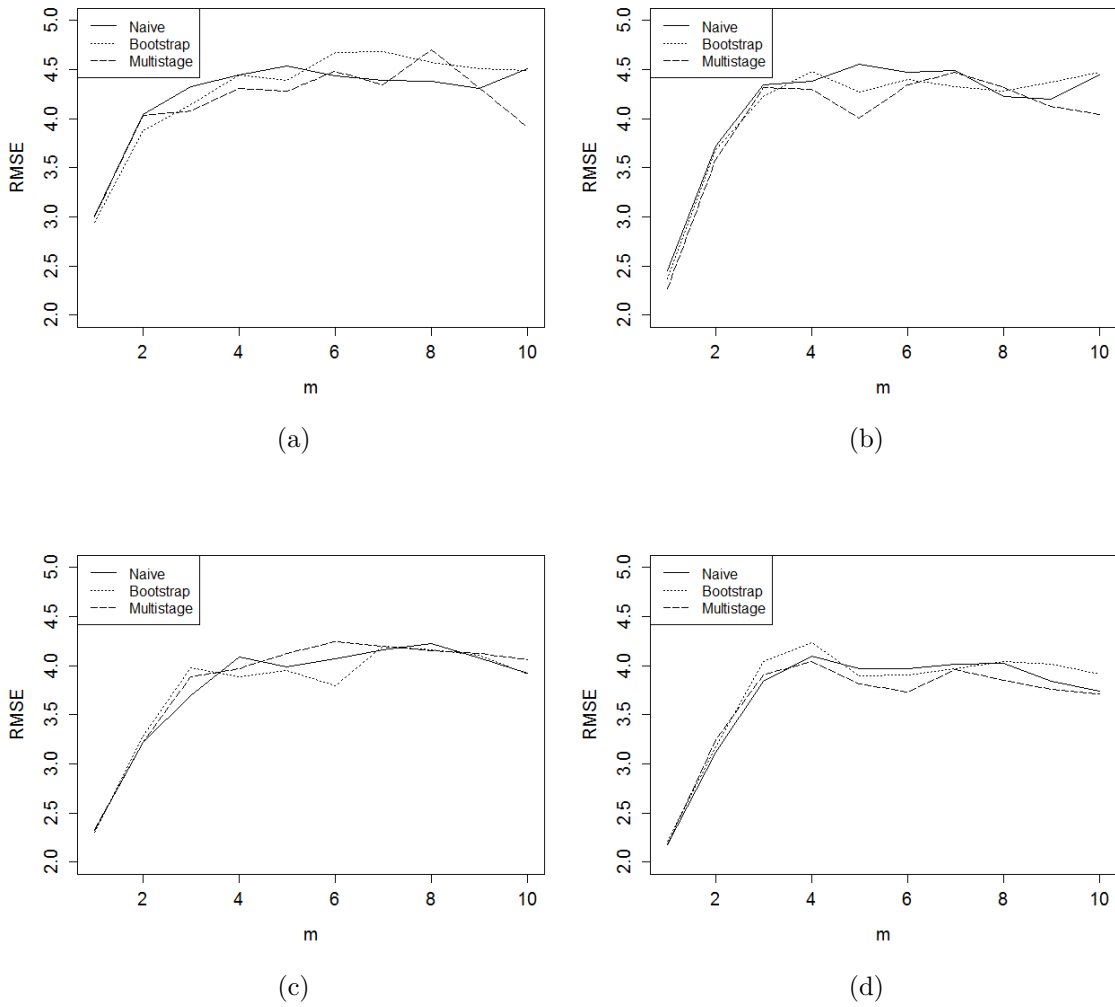 5.0
4.5
4.0
3.5
3.0
2.5
2.0
RMSE
Naive
Bootstrap
Multistage
2 4 6 8 10
m
(a)
5.0
4.5
4.0
3.5
3.0
2.5
2.0
RMSE
Naive
Bootstrap
Multistage
2 4 6 8 10
m
(b)
5.0
4.5
4.0
3.5
3.0
2.5
2.0
RMSE
Naive
Bootstrap
Multistage
2 4 6 8 10
m
(c)
5.0
4.5
4.0
3.5
3.0
2.5
2.0
RMSE
Naive
Bootstrap
Multistage
2 4 6 8 10
m
(d)